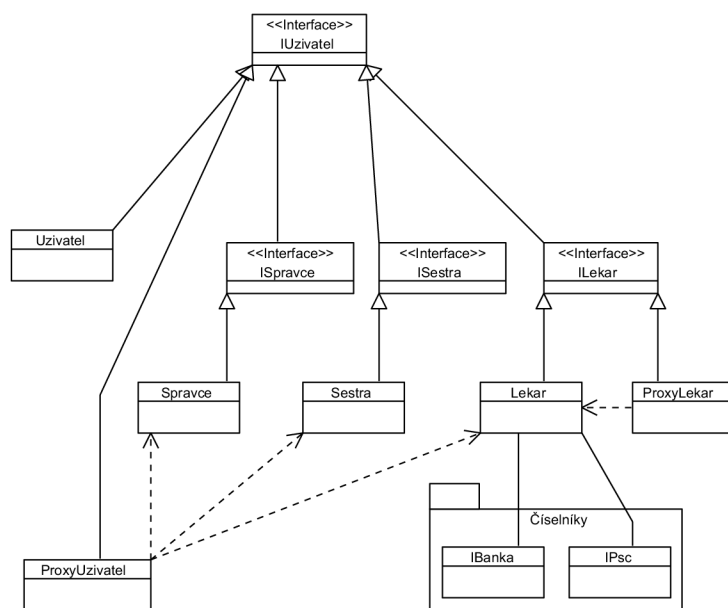 <<Interface>>
IUzivatel
Uzivatel
<<Interface>>
ISpravce
<<Interface>>
ISestra
<<Interface>>
ILekar
Spravce
Sestra
Lekar
ProxyLekar
Číselníky
ProxyUzivatel
IBanka
IPsc